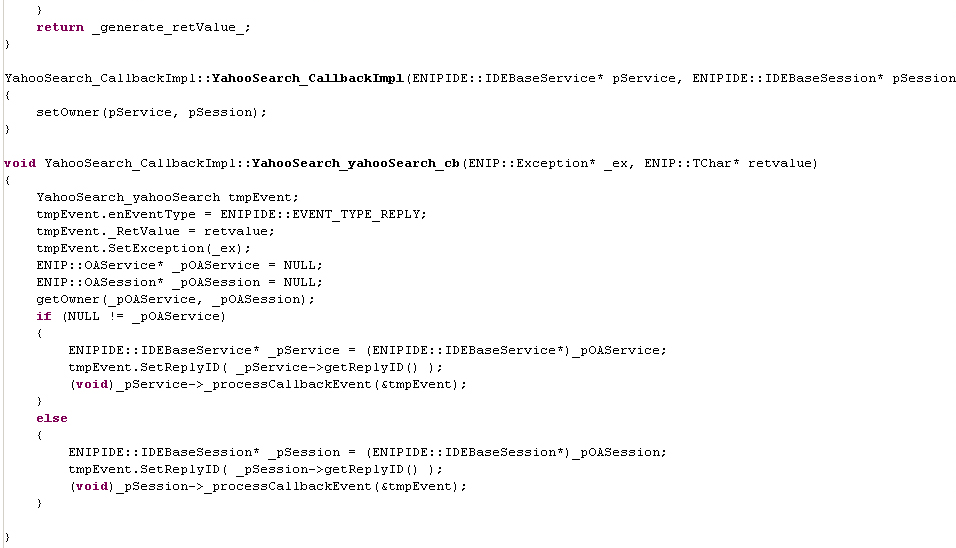 }
    return _generate_retValue_;
}

YahooSearch_CallbackImpl::YahooSearch_CallbackImpl(ENIPIDE::IDEBaseService* pService, ENIPIDE::IDEBaseSession* pSession
{
    setOwner(pService, pSession);
}

void YahooSearch_CallbackImpl::YahooSearch_yahooSearch_cb(ENIP::Exception* _ex, ENIP::TChar* retvalue)
{
    YahooSearch_yahooSearch tmpEvent;
    tmpEvent.enEventType = ENIPIDE::EVENT_TYPE_REPLY;
    tmpEvent._RetValue = retvalue;
    tmpEvent.SetException(_ex);
    ENIP::OAService* _pOAService = NULL;
    ENIP::OASession* _pOASession = NULL;
    getOwner(_pOAService, _pOASession);
    if (NULL != _pOAService)
    {
        ENIPIDE::IDEBaseService* _pService = (ENIPIDE::IDEBaseService*)_pOAService;
        tmpEvent.SetReplyID( _pService->getReplyID() );
        (void)_pService->_processCallbackEvent(&tmpEvent);
    }
    else
    {
        ENIPIDE::IDEBaseSession* _pSession = (ENIPIDE::IDEBaseSession*)_pOASession;
        tmpEvent.SetReplyID( _pSession->getReplyID() );
        (void)_pSession->_processCallbackEvent(&tmpEvent);
    }

}